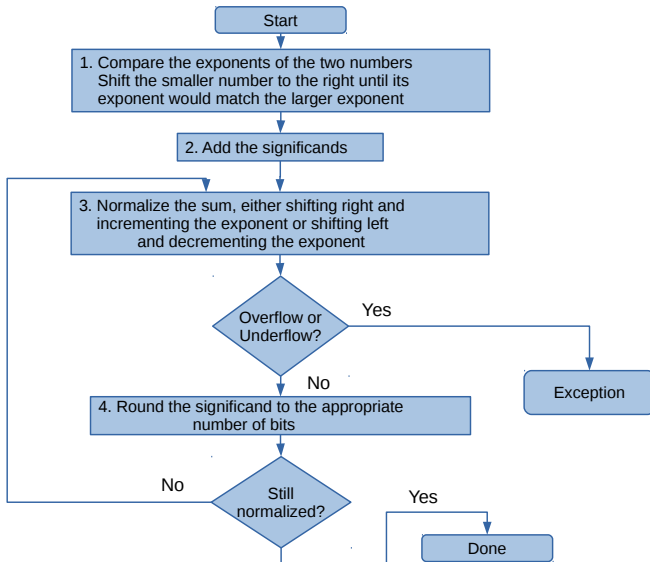 Start
1. Compare the exponents of the two numbers
Shift the smaller number to the right until its
exponent would match the larger exponent
2. Add the significands
3. Normalize the sum, either shifting right and
incrementing the exponent or shifting left
and decrementing the exponent
Overflow or
Underflow?
Yes
No
Exception
4. Round the significand to the appropriate
number of bits
No
Still
normalized?
Yes
Done